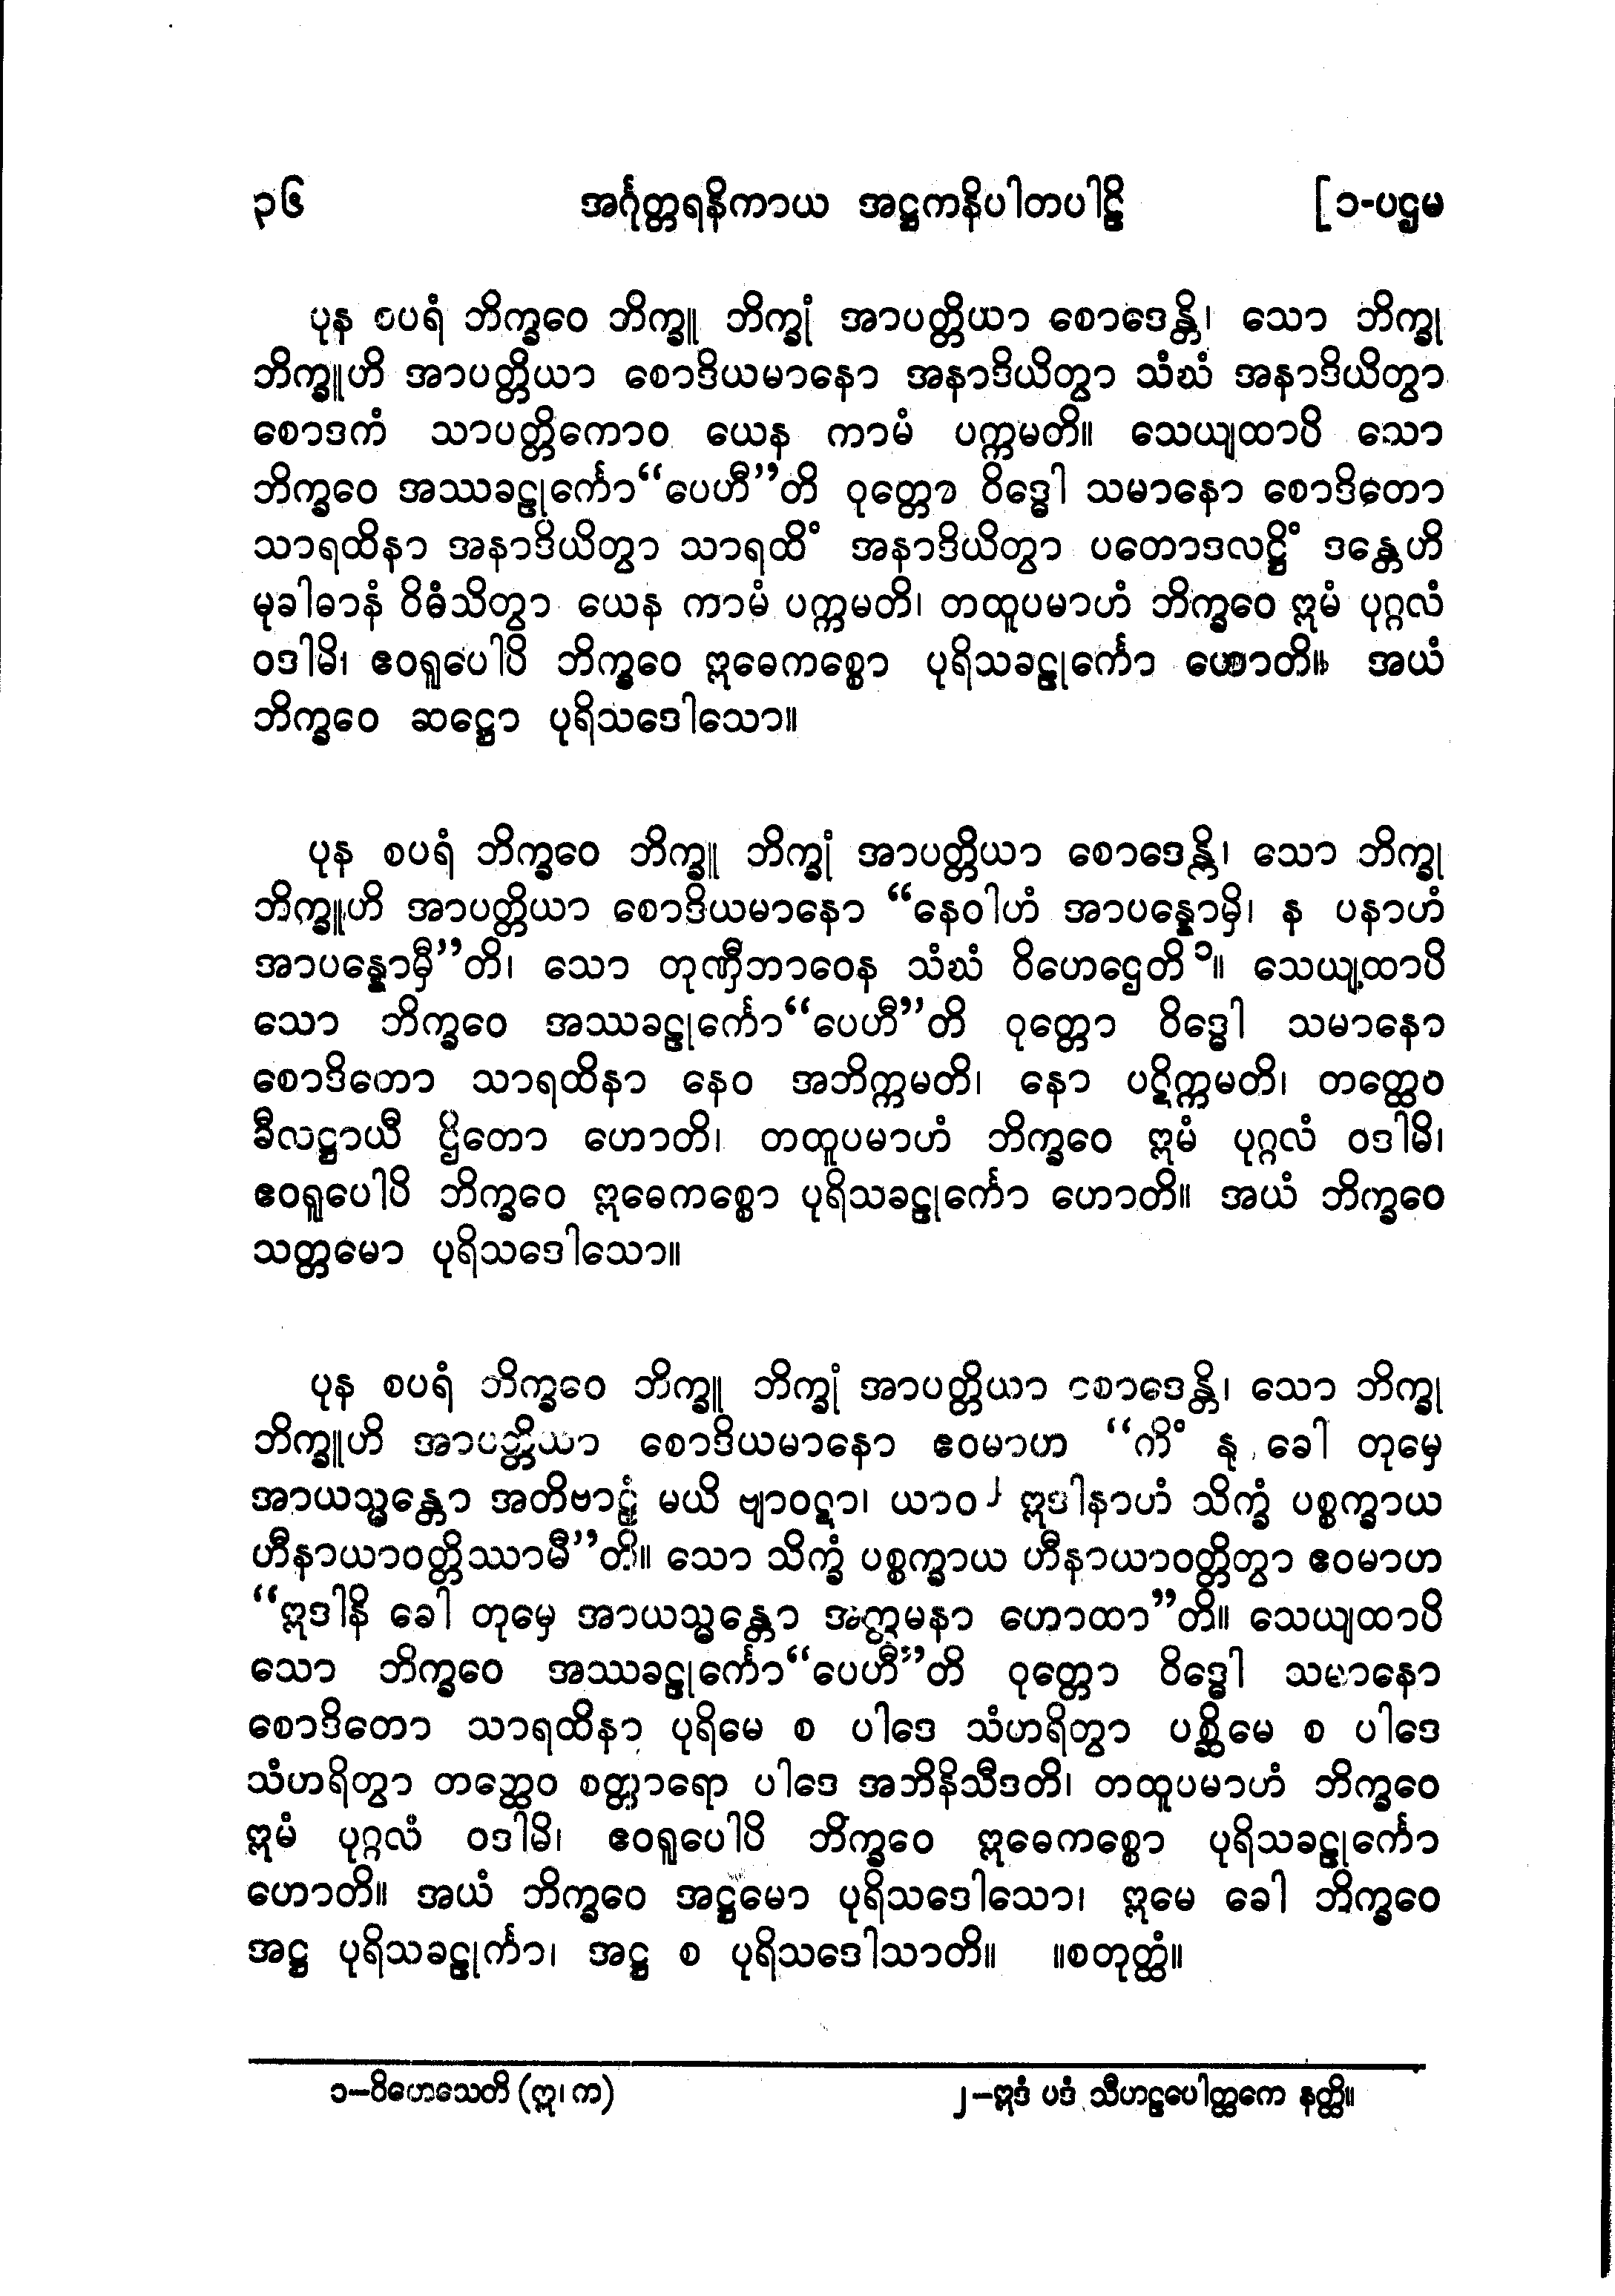 ၃၆ အင်္ဂုတ္တရနိကာယ အဋ္ဌကနိပါတပါဠိ [၁-ပဌမ
ပုန စပရံ ဘိက္ခဝေ ဘိက္ခူ ဘိက္ခုံ အာပတ္တိယာ စောဒေန္တိ၊ သော ဘိက္ခု
ဘိက္ခူဟိ အာပတ္တိယာ စောဒိယမာနော အနာဒိယိတွာ သံဃံ အနာဒိယိတွာ
စောဒကံ သာပတ္တိကောဝ ယေန ကာမံ ပက္ကမတိ။ သေယျထာပိ သော
ဘိက္ခဝေ အဿခဠုင်္ကော“ပေဟီ”တိ ဝုတ္တော ဝိဒ္ဓေါ သမာနော စောဒိတော
သာရထိနာ အနာဒိယိတွာ သာရထိံ အနာဒိယိတွာ ပတောဒလဋ္ဌိံ ဒန္တေဟိ
မုခါဓာနံ ဝိဓံသိတွာ ယေန ကာမံ ပက္ကမတိ၊ တထူပမာဟံ ဘိက္ခဝေ ဣမံ ပုဂ္ဂလံ
ဝဒါမိ၊ ဧဝရူပေါပိ ဘိက္ခဝေ ဣဓေကစ္စော ပုရိသခဠုင်္ကော ဟောတိ။ အယံ
ဘိက္ခဝေ ဆဋ္ဌော ပုရိသဒေါသော။
ပုန စပရံ ဘိက္ခဝေ ဘိက္ခူ ဘိက္ခုံ အာပတ္တိယာ စောဒေန္တိ၊ သော ဘိက္ခု
ဘိက္ခူဟိ အာပတ္တိယာ စောဒိယမာနော “နေဝါဟံ အာပန္နောမှိ၊ န ပနာဟံ
အာပန္နောမှီ”တိ၊ သော တုဏှီဘာဝေန သံဃံ ဝိဟေဌေတိ ၁။ သေယျထာပိ
သော ဘိက္ခဝေ အဿခဠုင်္ကော“ပေဟီ”တိ ဝုတ္တော ဝိဒ္ဓေါ သမာနော
စောဒိတော သာရထိနာ နေဝ အဘိက္ကမတိ၊ နော ပဋိက္ကမတိ၊ တတ္ထေဝ
ခီလဋ္ဌာယီ ဌိတော ဟောတိ၊ တထူပမာဟံ ဘိက္ခဝေ ဣမံ ပုဂ္ဂလံ ဝဒါမိ၊
ဧဝရူပေါပိ ဘိက္ခဝေ ဣဓေကစ္စော ပုရိသခဠုင်္ကော ဟောတိ။ အယံ ဘိက္ခဝေ
သတ္တမော ပုရိသဒေါသော။
ပုန စပရံ ဘိက္ခဝေ ဘိက္ခူ ဘိက္ခုံ အာပတ္တိယာ စောဒေန္တိ၊ သော ဘိက္ခု
ဘိက္ခူဟိ အာပတ္တိယာ စောဒိယမာနော ဧဝမာဟ “ကိံ နု ခေါ တုမှေ
အာယသ္မန္တော အတိဗာဠှံ မယိ ဗျာဝဋာ၊ ယာဝ ၂ ဣဒါနာဟံ သိက္ခံ ပစ္စက္ခာယ
ဟီနာယာဝတ္တိဿာမီ”တိ။ သော သိက္ခံ ပစ္စက္ခာယ ဟီနာယာဝတ္တိတွာ ဧဝမာဟ
“ဣဒါနိ ခေါ တုမှေ အာယသ္မန္တော အတ္တမနာ ဟောထာ”တိ။ သေယျထာပိ
သော ဘိက္ခဝေ အဿခဠုင်္ကော“ပေဟီ”တိ ဝုတ္တော ဝိဒ္ဓေါ သမာနော
စောဒိတော သာရထိနာ ပုရိမေ စ ပါဒေ သံဟရိတွာ ပစ္ဆိမေ စ ပါဒေ
သံဟရိတွာ တတ္ထေဝ စတ္တာရော ပါဒေ အဘိနိသီဒတိ၊ တထူပမာဟံ ဘိက္ခဝေ
ဣမံ ပုဂ္ဂလံ ဝဒါမိ၊ ဧဝရူပေါပိ ဘိက္ခဝေ ဣဓေကစ္စော ပုရိသခဠုင်္ကော
ဟောတိ။ အယံ ဘိက္ခဝေ အဋ္ဌမော ပုရိသဒေါသော၊ ဣမေ ခေါ ဘိက္ခဝေ
အဋ္ဌ ပုရိသခဠုင်္ကာ၊ အဋ္ဌ စ ပုရိသဒေါသာတိ။ ။စတုတ္ထံ။
၁–ဝိဟေသေတိ (ဣ၊ က) ၂–ဣဒံ ပဒံ သီဟဠပေါတ္ထကေ နတ္ထိ။